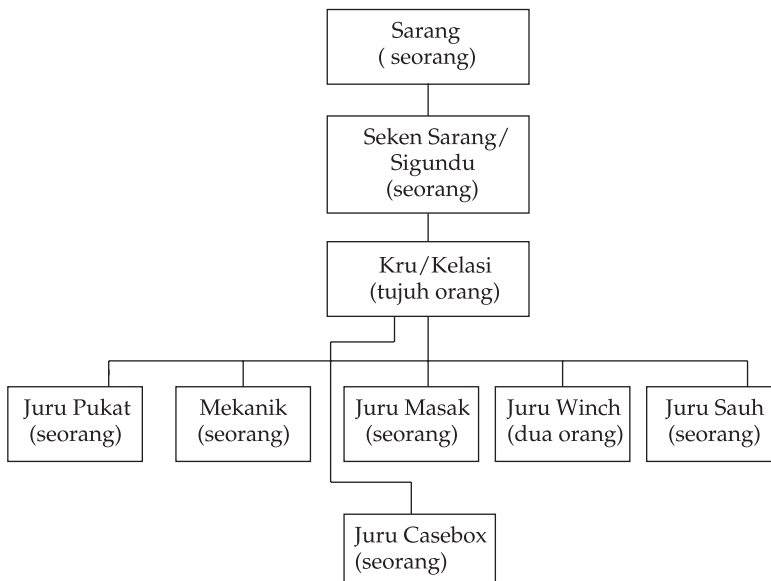 Sarang
( seorang)
Seken Sarang/
Sigundu
(seorang)
Kru/Kelasi
(tujuh orang)
Juru Pukat
(seorang)
Mekanik
(seorang)
Juru Masak
(seorang)
Juru Winch
(dua orang)
Juru Sauh
(seorang)
Juru Casebox
(seorang)